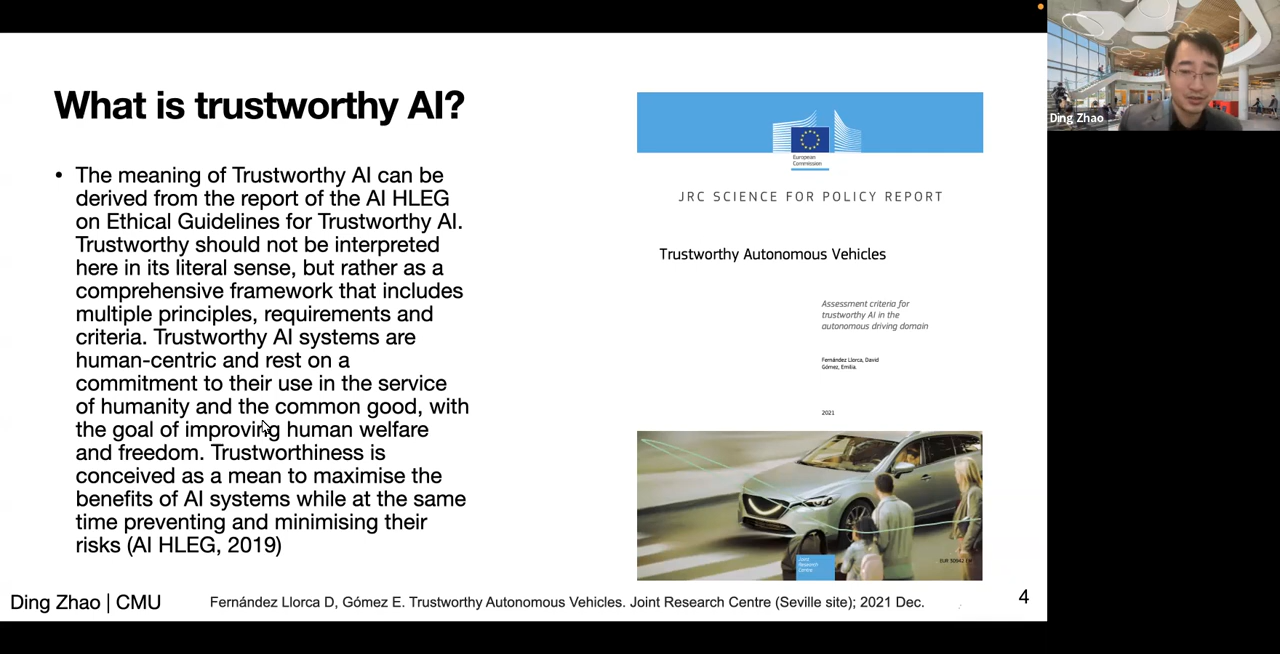 What is trustworthy AI?
• The meaning of Trustworthy AI can be
derived from the report of the AI HLEG
on Ethical Guidelines for Trustworthy AI.
Trustworthy should not be interpreted
here in its literal sense, but rather as a
comprehensive framework that includes
multiple principles, requirements and
criteria. Trustworthy AI systems are
human-centric and rest on a
commitment to their use in the service
of humanity and the common good, with
the goal of improving human welfare
and freedom. Trustworthiness is
conceived as a mean to maximise the
benefits of AI systems while at the same
time preventing and minimising their
risks (AI HLEG, 2019)
European
Commission
JRC SCIENCE FOR POLICY REPORT
Trustworthy Autonomous Vehicles
Assessment criteria for
trustworthy AI in the
autonomous driving domain
Fernández Llorca, David
Gómez, Emilia.
2021
Joint
Research
Centre
EUR 30942
Ding Zhao | CMU
Fernández Llorca D, Gómez E. Trustworthy Autonomous Vehicles. Joint Research Centre (Seville site); 2021 Dec.
4
Ding Zhao